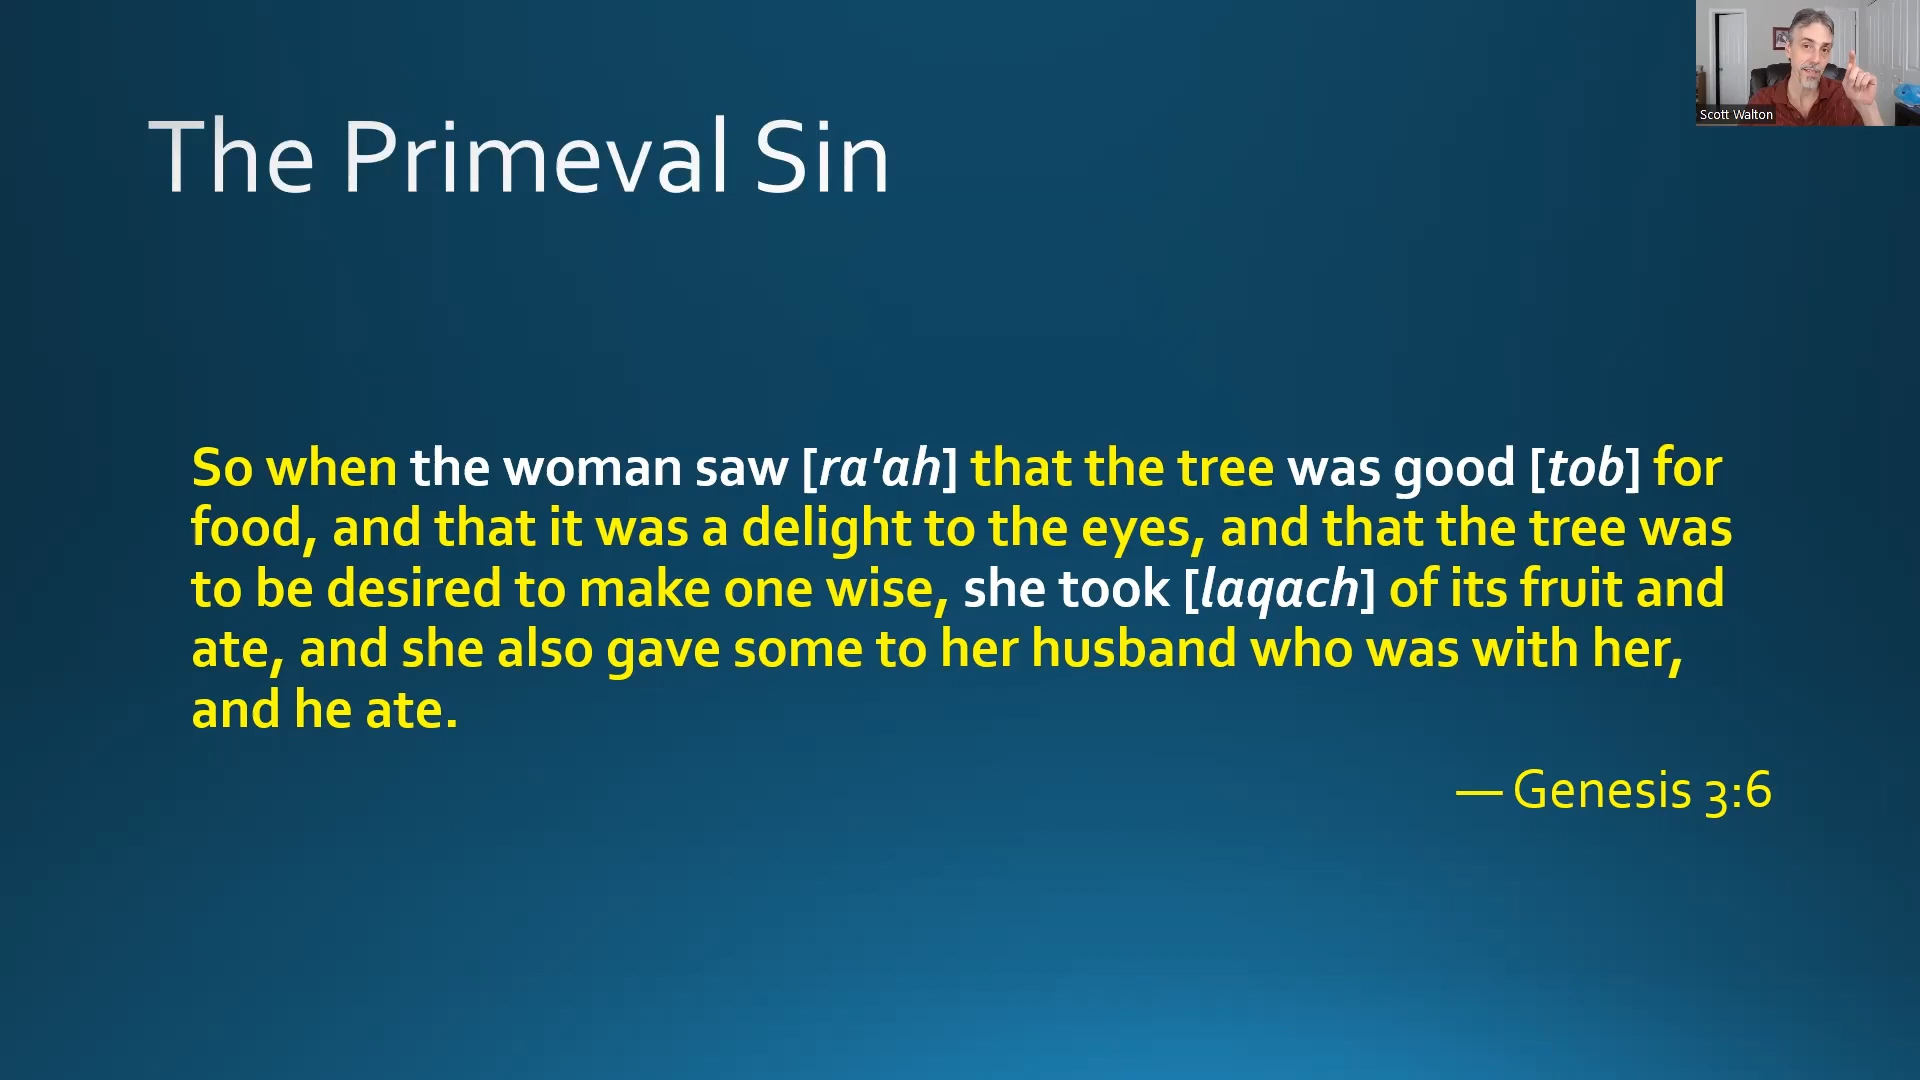 Scott Walton
The Primeval Sin
So when the woman saw [ra'ah] that the tree was good [tob] for
food, and that it was a delight to the eyes, and that the tree was
to be desired to make one wise, she took [laqach] of its fruit and
ate, and she also gave some to her husband who was with her,
and he ate.
— Genesis 3:6